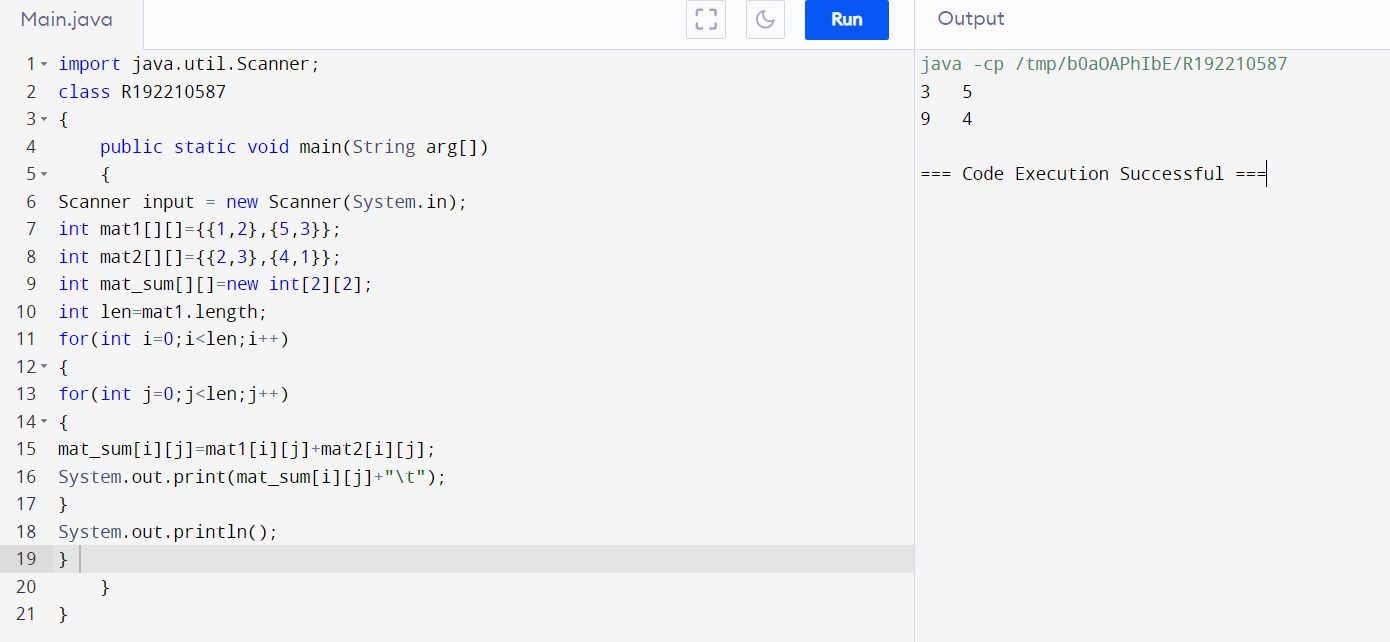 Main.java
Run
Output
1 import java.util.Scanner;
2 class R192210587
3 {
4     public static void main(String arg[])
5     {
6 Scanner input = new Scanner(System.in);
7 int mat1[][]={{1,2},{5,3}};
8 int mat2[][]={{2,3},{4,1}};
9 int mat_sum[][]=new int[2][2];
10 int len=mat1.length;
11 for(int i=0;i<len;i++)
12 {
13 for(int j=0;j<len;j++)
14 {
15 mat_sum[i][j]=mat1[i][j]+mat2[i][j];
16 System.out.print(mat_sum[i][j]+"\t");
17 }
18 System.out.println();
19 }
20     }
21 }
java -cp /tmp/b0aOAPhIbE/R192210587
3   5
9   4
=== Code Execution Successful ===